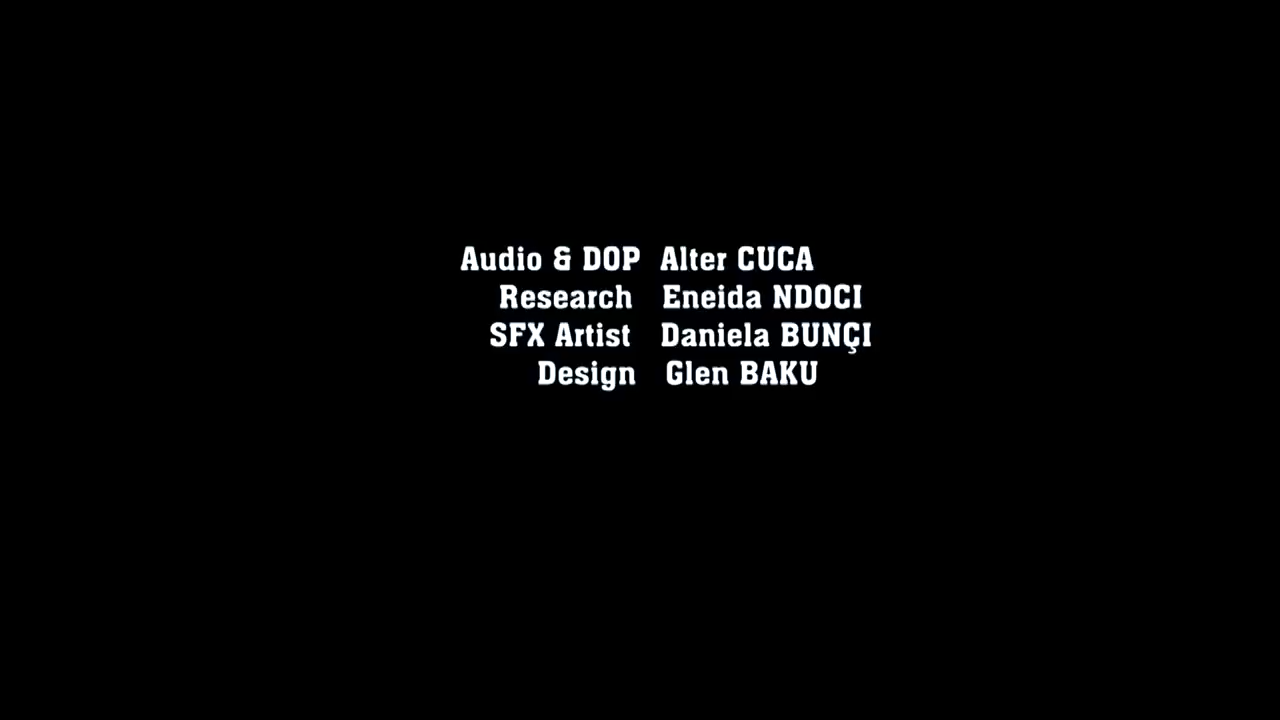 Audio & DOP Alter CUCA
Research Eneida NDOCI
SFX Artist Daniela BUNÇI
Design Glen BAKU